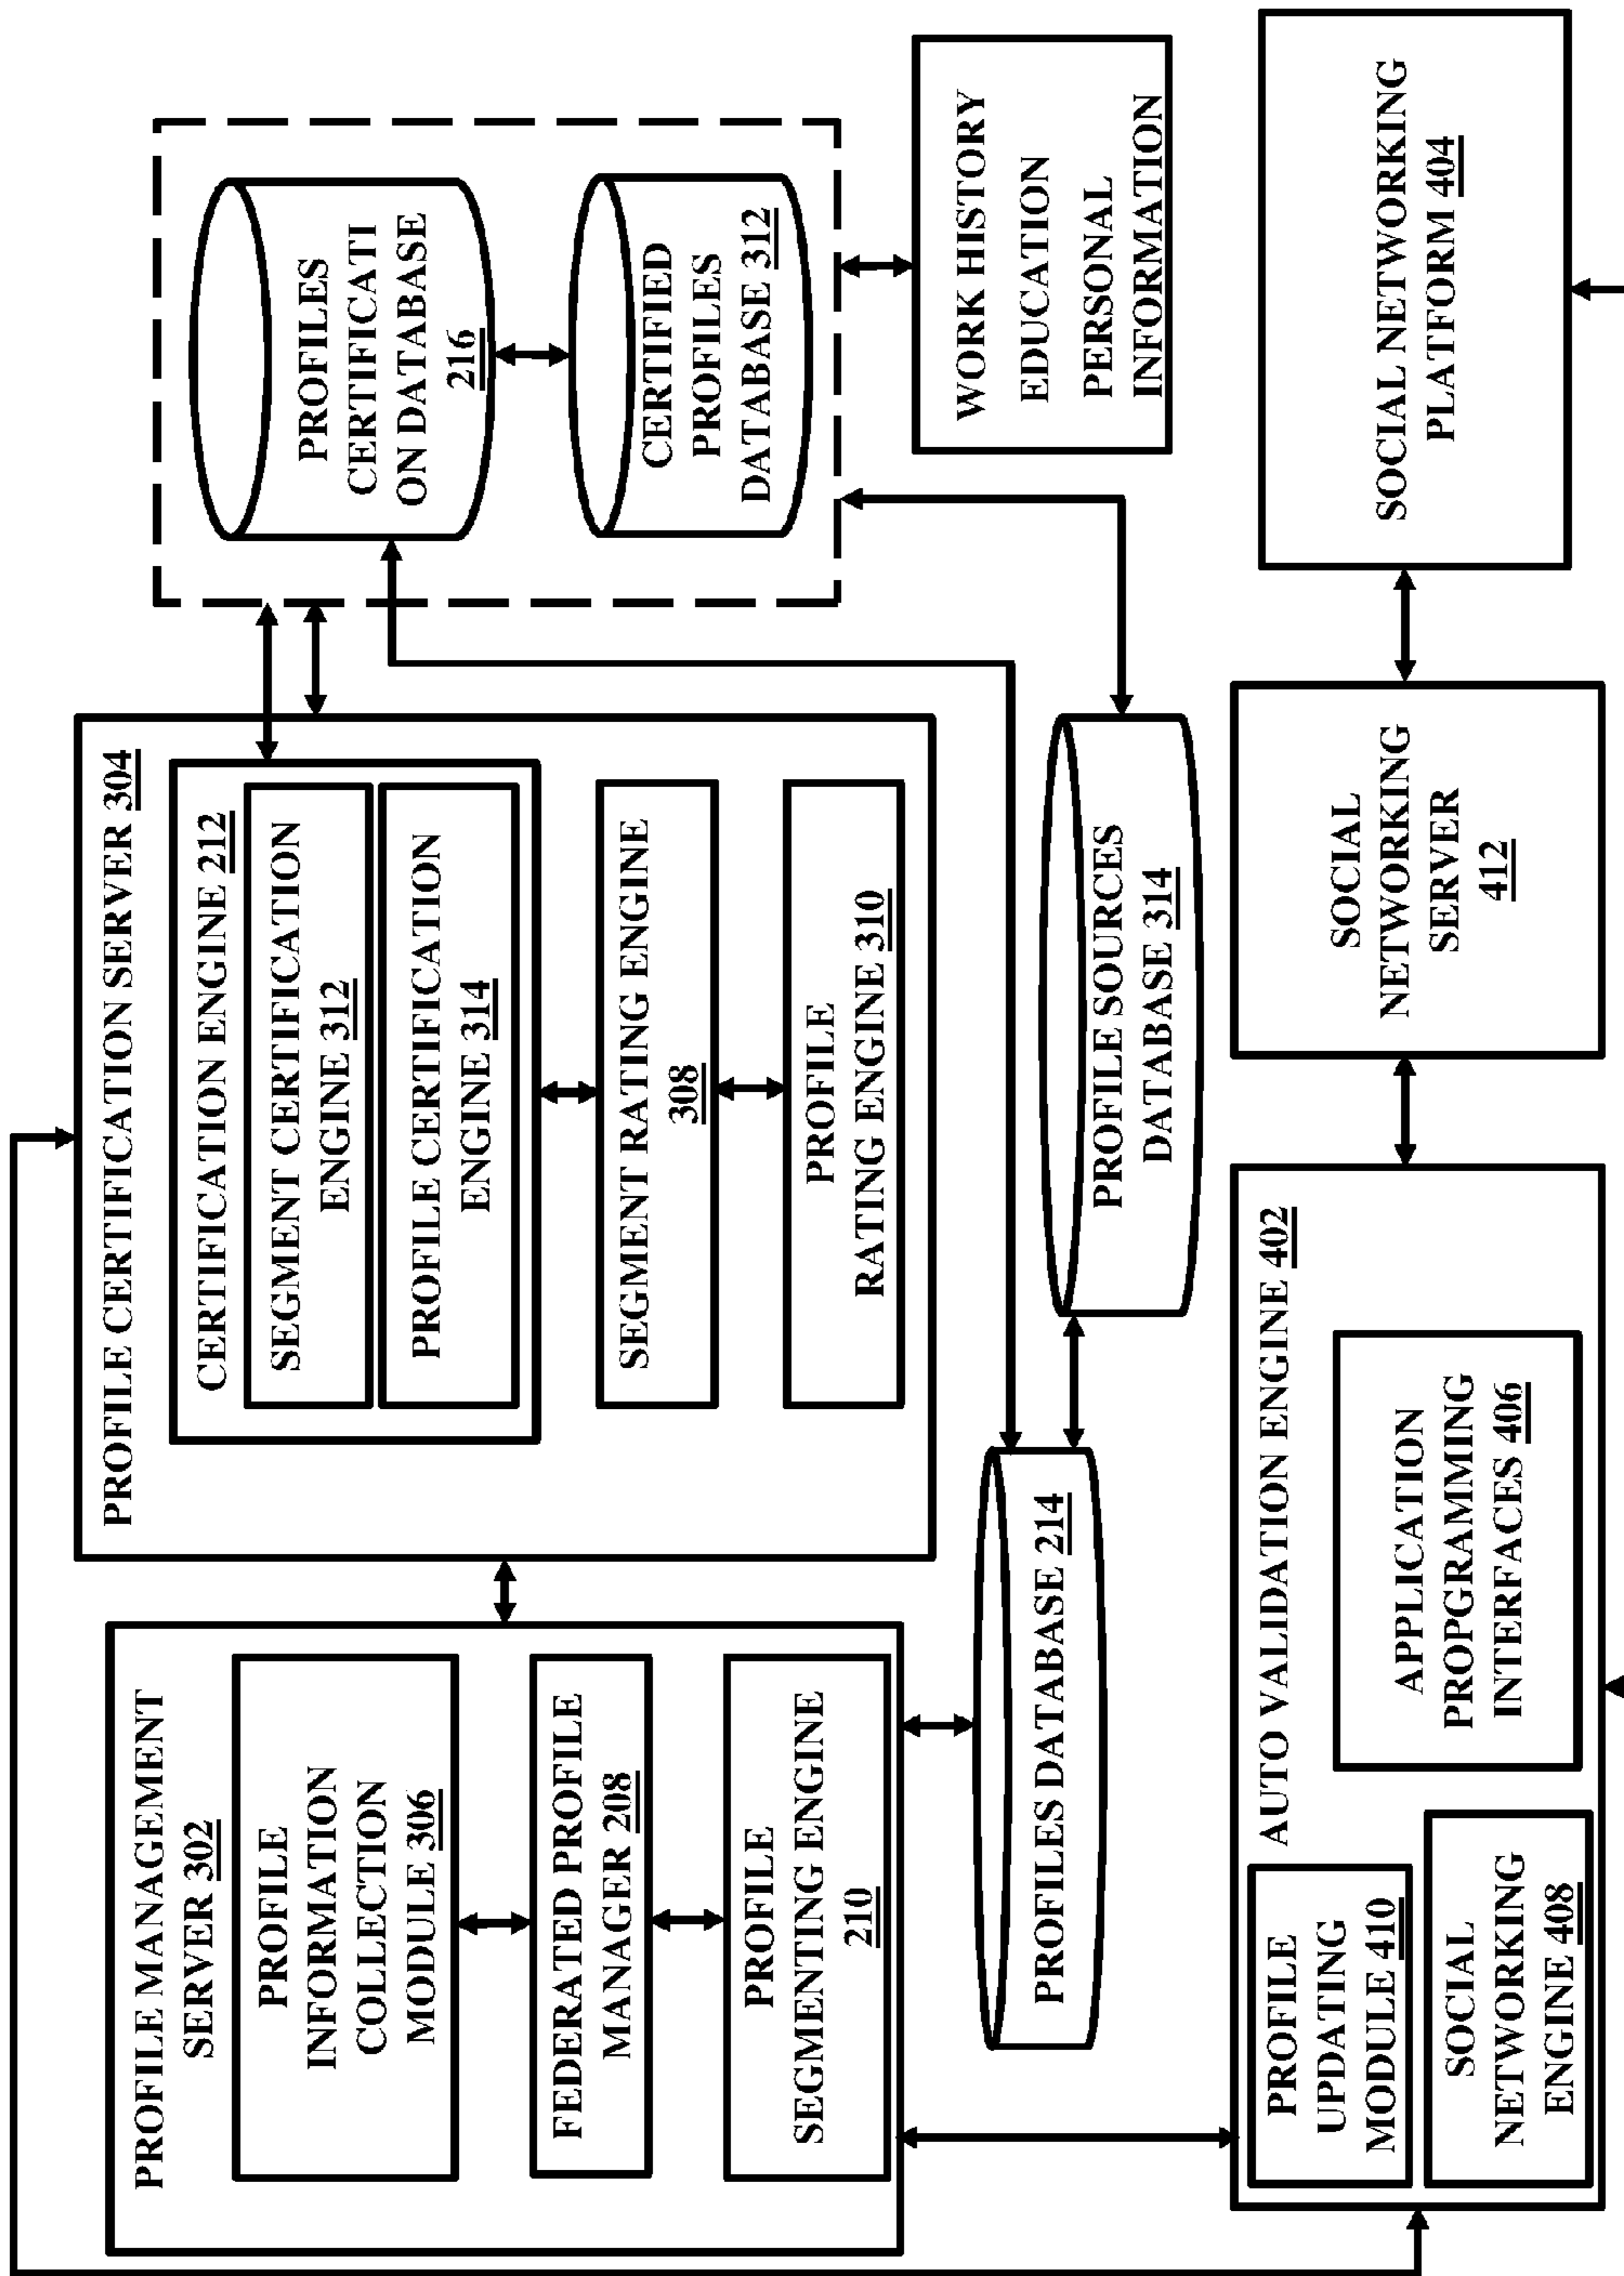 PROFILE MANAGEMENT
SERVER 302
PROFILE
INFORMATION
COLLECTION
MODULE 306
FEDERATED PROFILE
MANAGER 208
PROFILE
SEGMENTING ENGINE
210
PROFILE CERTIFICATION SERVER 304
CERTIFICATION ENGINE 212
SEGMENT CERTIFICATION
ENGINE 312
PROFILE CERTIFICATION
ENGINE 314
SEGMENT RATING ENGINE
308
PROFILE
RATING ENGINE 310
PROFILES
CERTIFICATI
ON DATABASE
216
CERTIFIED
PROFILES
DATABASE 312
WORK HISTORY
EDUCATION
PERSONAL
INFORMATION
PROFILES DATABASE 214
PROFILE SOURCES
DATABASE 314
AUTO VALIDATION ENGINE 402
PROFILE
UPDATING
MODULE 410
SOCIAL
NETWORKING
ENGINE 408
APPLICATION
PROPGRAMMING
INTERFACES 406
SOCIAL
NETWORKING
SERVER
412
SOCIAL NETWORKING
PLATFORM 404